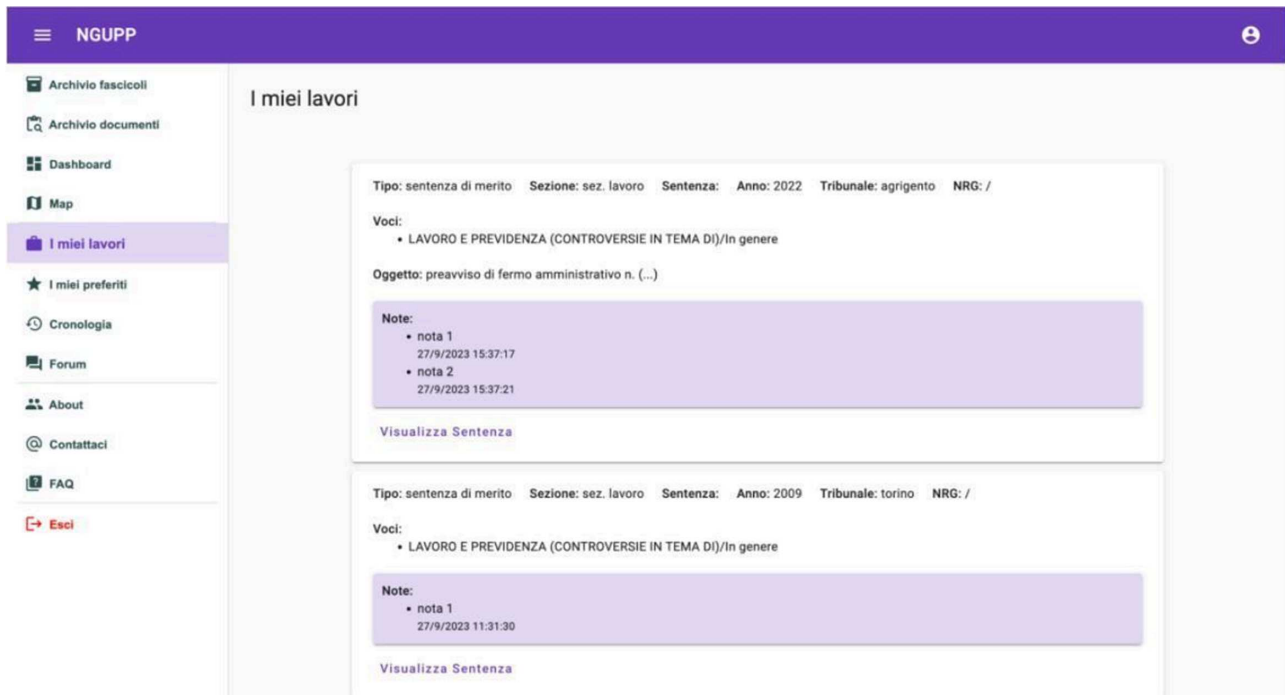 NGUPP
Archivio fascicoli
Archivio documenti
Dashboard
Map
I miei lavori
I miei preferiti
Cronologia
Forum
About
Contattaci
FAQ
Esci
I miei lavori
Tipo: sentenza di merito Sezione: sez. lavoro Sentenza: Anno: 2022 Tribunale: agrigento NRG: /
Voci:
• LAVORO E PREVIDENZA (CONTROVERSIE IN TEMA DI)/In genere
Oggetto: preavviso di fermo amministrativo n. (...)
Note:
• nota 1
27/9/2023 15:37:17
• nota 2
27/9/2023 15:37:21
Visualizza Sentenza
Tipo: sentenza di merito Sezione: sez. lavoro Sentenza: Anno: 2009 Tribunale: torino NRG: /
Voci:
• LAVORO E PREVIDENZA (CONTROVERSIE IN TEMA DI)/In genere
Note:
• nota 1
27/9/2023 11:31:30
Visualizza Sentenza